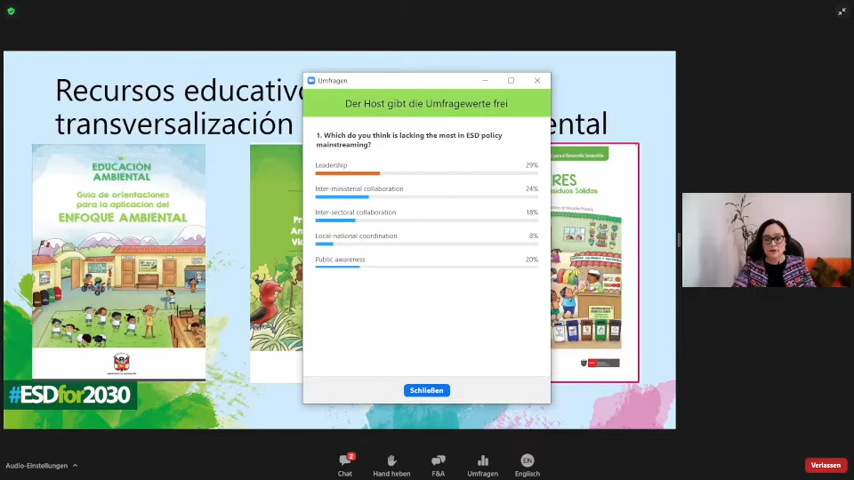 Recursos educativo
transversalización
ental
Umfragen
Der Host gibt die Umfragewerte frei
1. Which do you think is lacking the most in ESD policy
mainstreaming?
Leadership 29%
Inter-ministerial collaboration 24%
Inter-sectoral collaboration 18%
Local-national coordination 8%
Public awareness 20%
Schließen
EDUCACIÓN
AMBIENTAL
Guía de orientaciones
para la aplicación del
ENFOQUE AMBIENTAL
RES
#ESDfor2030
Audio-Einstellungen
2
Chat
Hand heben
F&A
Umfragen
EN
Englisch
Verlassen